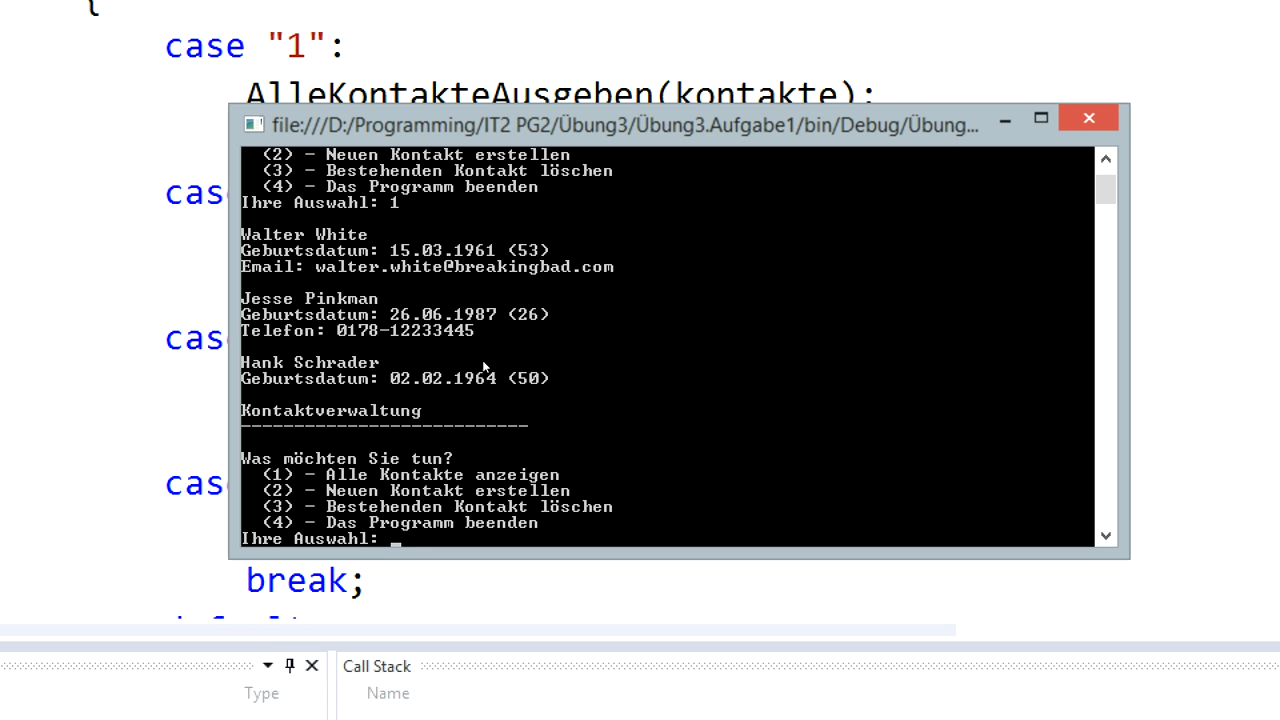 {
case "1":
AlleKontakteAusgeben(kontakte);
file:///D:/Programming/IT2 PG2/Übung3/Übung3.Aufgabe1/bin/Debug/Übung...
(2) - Neuen Kontakt erstellen
(3) - Bestehenden Kontakt löschen
(4) - Das Programm beenden
Ihre Auswahl: 1
Walter White
Geburtsdatum: 15.03.1961 (53)
Email: walter.white@breakingbad.com
Jesse Pinkman
Geburtsdatum: 26.06.1987 (26)
Telefon: 0178-12233445
Hank Schrader
Geburtsdatum: 02.02.1964 (50)
Kontaktverwaltung
---------------------------
Was möchten Sie tun?
(1) - Alle Kontakte anzeigen
(2) - Neuen Kontakt erstellen
(3) - Bestehenden Kontakt löschen
(4) - Das Programm beenden
Ihre Auswahl: _
break;
Call Stack
Type
Name